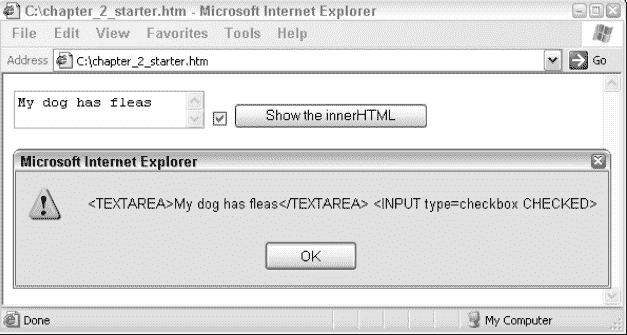 C:\chapter_2_starter.htm - Microsoft Internet Explorer
File Edit View Favorites Tools Help
Address C:\chapter_2_starter.htm Go
My dog has fleas
Show the innerHTML
Microsoft Internet Explorer
<TEXTAREA>My dog has fleas</TEXTAREA> <INPUT type=checkbox CHECKED>
OK
Done My Computer